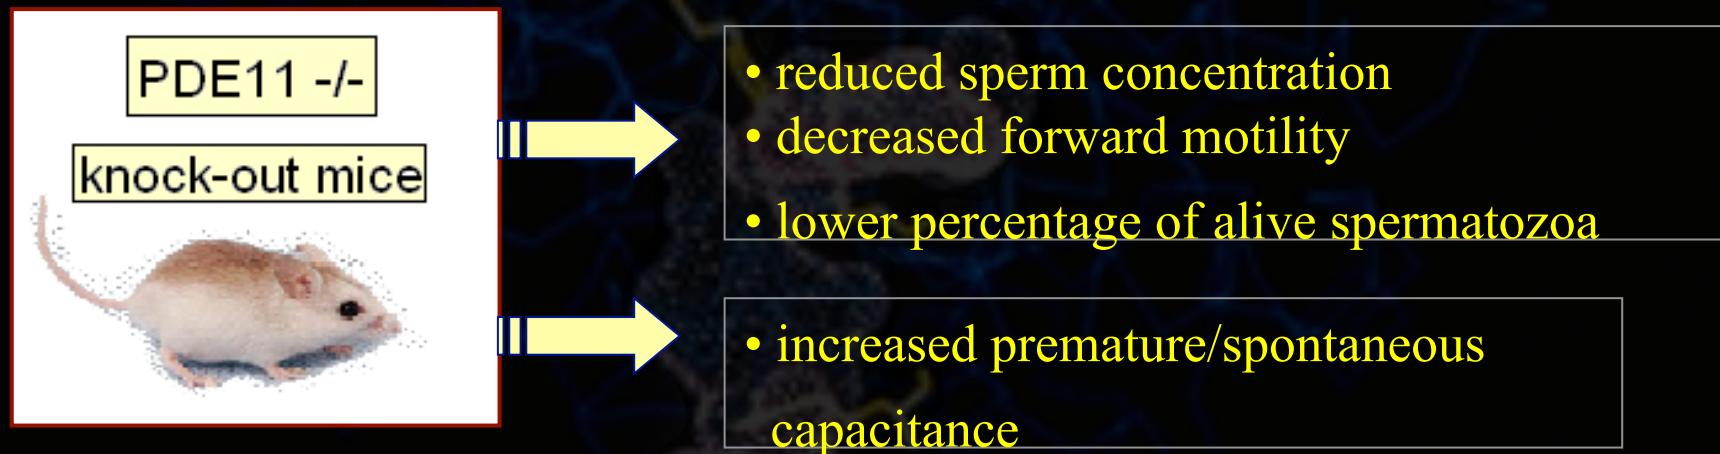 PDE11 -/-
knock-out mice
• reduced sperm concentration
• decreased forward motility
• lower percentage of alive spermatozoa
• increased premature/spontaneous
capacitance